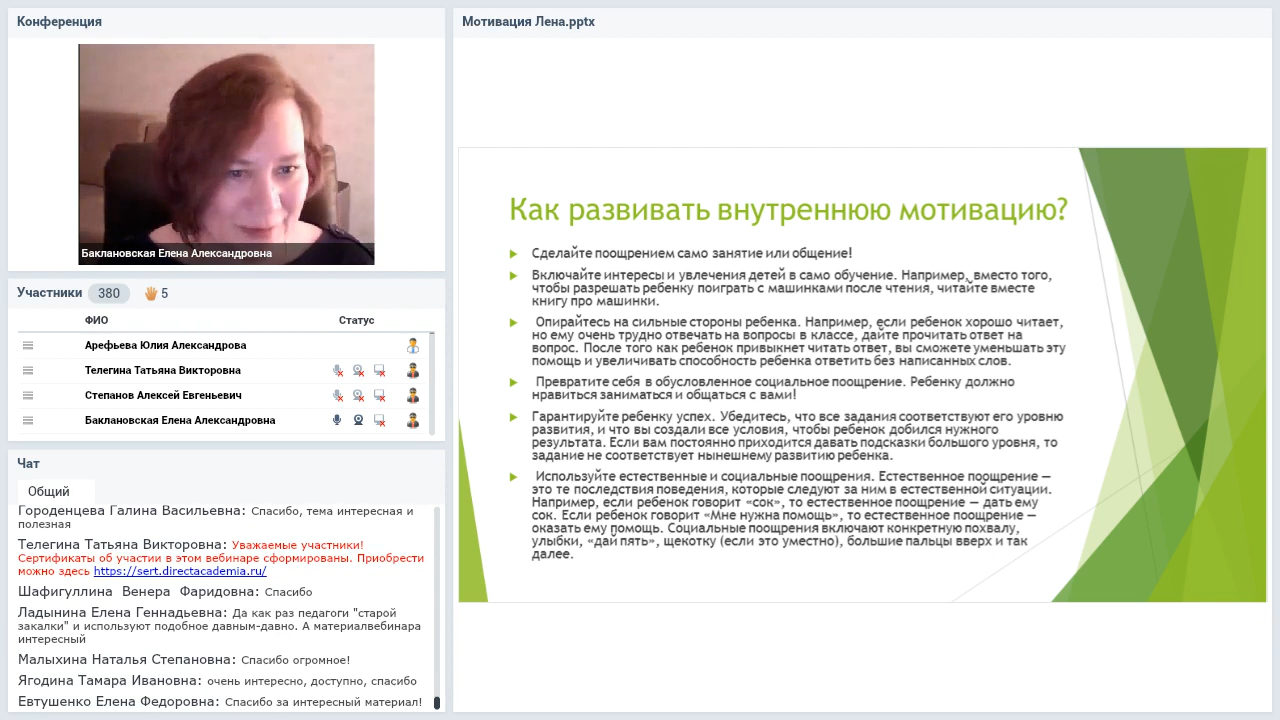 Конференция
Баклановская Елена Александровна
Участники 380 5
ФИО Статус
Арефьева Юлия Александрова
Телегина Татьяна Викторовна
Степанов Алексей Евгеньевич
Баклановская Елена Александровна
Чат
Общий
Городенцева Галина Васильевна: Спасибо, тема интересная и
полезная
Телегина Татьяна Викторовна: Уважаемые участники!
Сертификаты об участии в этом вебинаре сформированы. Приобрести
можно здесь https://sert.directacademia.ru/
Шафигуллина Венера Фаридовна: Спасибо
Ладынина Елена Геннадьевна: Да как раз педагоги "старой
закалки" и используют подобное давным-давно. А материалвебинара
интересный
Малыхина Наталья Степановна: Спасибо огромное!
Ягодина Тамара Ивановна: очень интересно, доступно, спасибо
Евтушенко Елена Федоровна: Спасибо за интересный материал!
Мотивация Лена.pptx
Как развивать внутреннюю мотивацию?
Сделайте поощрением само занятие или общение!
Включайте интересы и увлечения детей в само обучение. Например, вместо того,
чтобы разрешать ребенку поиграть с машинками после чтения, читайте вместе
книгу про машинки.
Опирайтесь на сильные стороны ребенка. Например, если ребенок хорошо читает,
но ему очень трудно отвечать на вопросы в классе, дайте прочитать ответ на
вопрос. После того как ребенок привыкнет читать ответ, вы сможете уменьшать эту
помощь и увеличивать способность ребенка ответить без написанных слов.
Превратите себя в обусловленное социальное поощрение. Ребенку должно
нравиться заниматься и общаться с вами!
Гарантируйте ребенку успех. Убедитесь, что все задания соответствуют его уровню
развития, и что вы создали все условия, чтобы ребенок добился нужного
результата. Если вам постоянно приходится давать подсказки большого уровня, то
задание не соответствует нынешнему развитию ребенка.
Используйте естественные и социальные поощрения. Естественное поощрение —
это те последствия поведения, которые следуют за ним в естественной ситуации.
Например, если ребенок говорит «сок», то естественное поощрение — дать ему
сок. Если ребенок говорит «Мне нужна помощь», то естественное поощрение —
оказать ему помощь. Социальные поощрения включают конкретную похвалу,
улыбки, «дай пять», щекотку (если это уместно), большие пальцы вверх и так
далее.